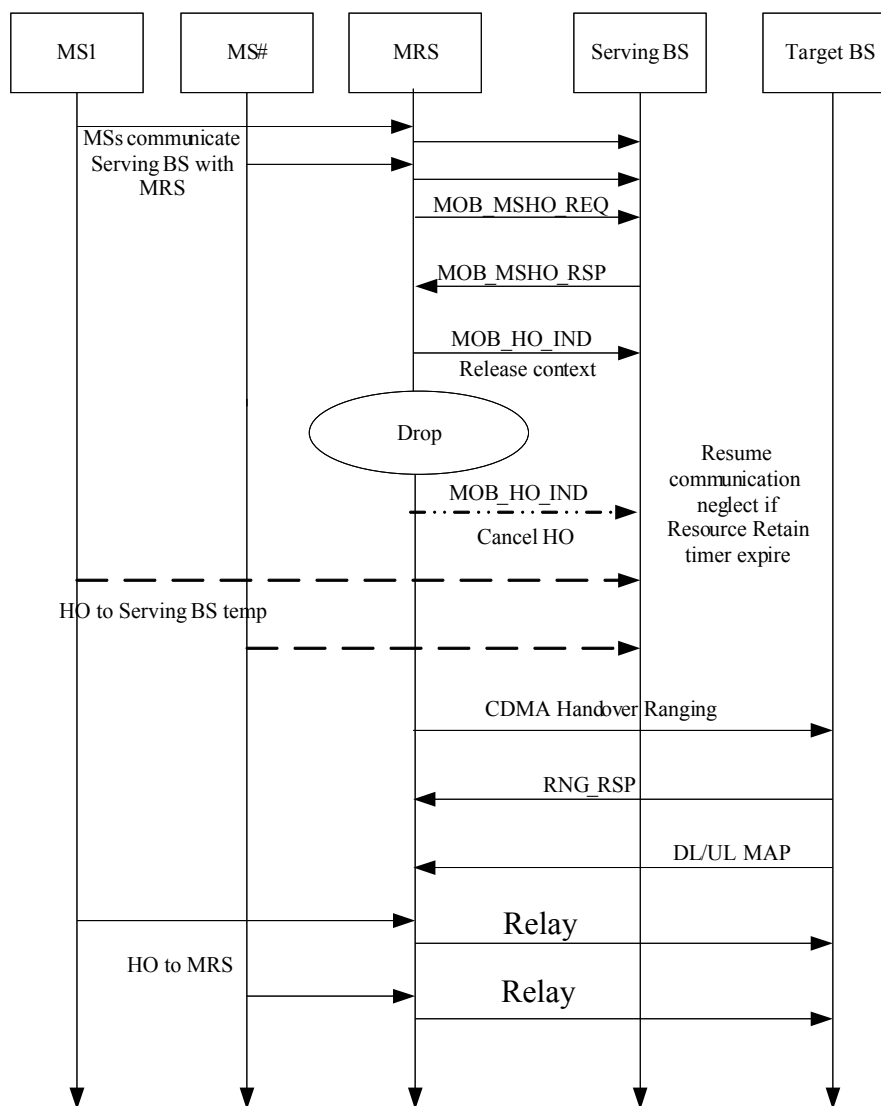 MS1
MS#
MRS
Serving BS
Target BS
MSs communicate
Serving BS with
MRS
MOB_MSHO_REQ
MOB_MSHO_RSP
MOB_HO_IND
Release context
Drop
MOB_HO_IND
Cancel HO
Resume
communication
neglect if
Resource Retain
timer expire
HO to Serving BS temp
CDMA Handover Ranging
RNG_RSP
DL/UL MAP
Relay
HO to MRS
Relay